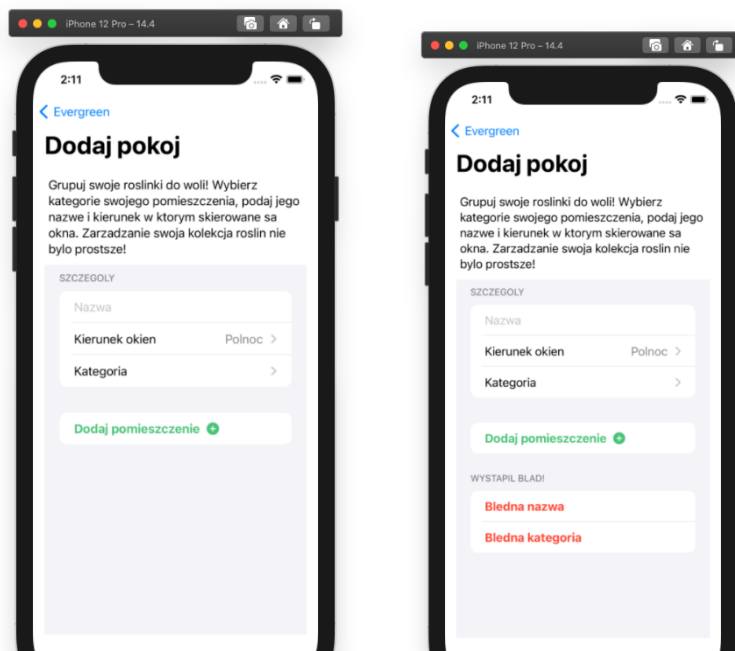 iPhone 12 Pro – 14.4
2:11
Evergreen
Dodaj pokoj
Grupuj swoje roslinki do woli! Wybierz
kategorie swojego pomieszczenia, podaj jego
nazwe i kierunek w ktorym skierowane sa
okna. Zarzadzanie swoja kolekcja roslin nie
bylo prostsze!
SZCZEGOLY
Nazwa
Kierunek okien Polnoc
Kategoria
Dodaj pomieszczenie
iPhone 12 Pro – 14.4
2:11
Evergreen
Dodaj pokoj
Grupuj swoje roslinki do woli! Wybierz
kategorie swojego pomieszczenia, podaj jego
nazwe i kierunek w ktorym skierowane sa
okna. Zarzadzanie swoja kolekcja roslin nie
bylo prostsze!
SZCZEGOLY
Nazwa
Kierunek okien Polnoc
Kategoria
Dodaj pomieszczenie
WYSTAPIL BLAD!
Bledna nazwa
Bledna kategoria